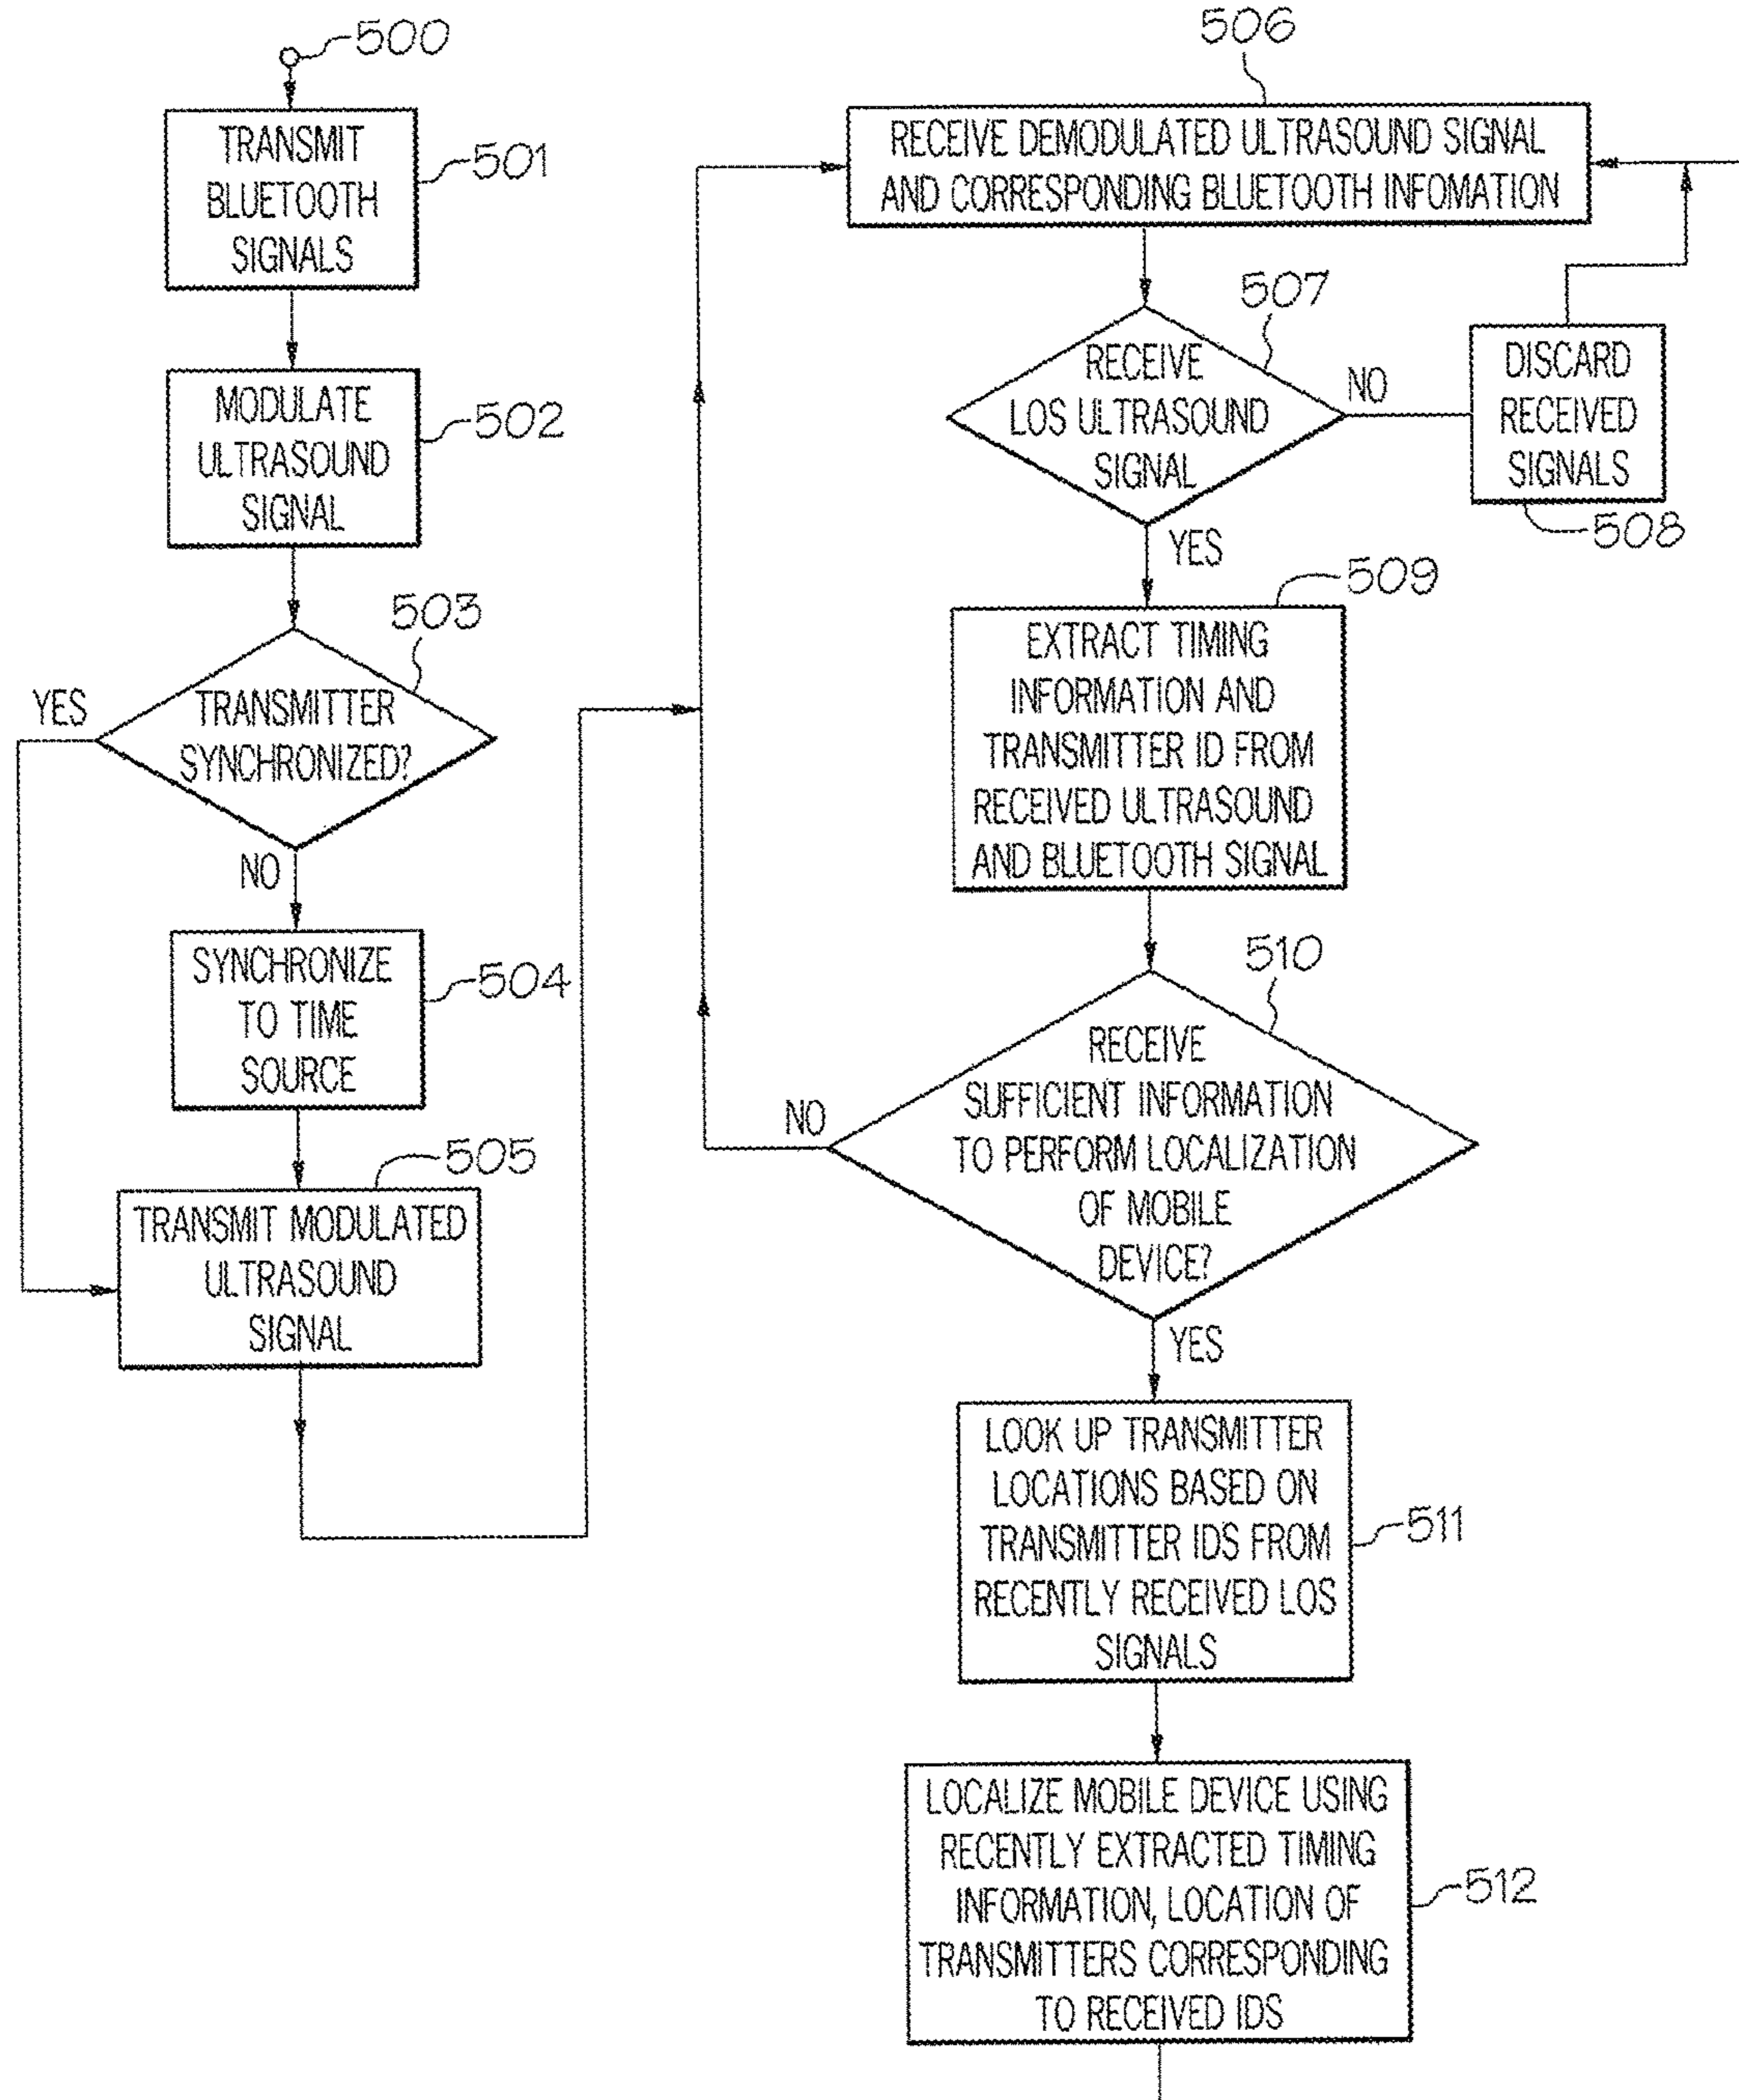 500
TRANSMIT
BLUETOOTH
SIGNALS
501
MODULATE
ULTRASOUND
SIGNAL
502
503
TRANSMITTER
SYNCHRONIZED?
YES
NO
SYNCHRONIZE
TO TIME
SOURCE
504
505
TRANSMIT MODULATED
ULTRASOUND
SIGNAL
506
RECEIVE DEMODULATED ULTRASOUND SIGNAL
AND CORRESPONDING BLUETOOTH INFOMATION
507
RECEIVE
LOS ULTRASOUND
SIGNAL
NO
DISCARD
RECEIVED
SIGNALS
508
YES
509
EXTRACT TIMING
INFORMATION AND
TRANSMITTER ID FROM
RECEIVED ULTRASOUND
AND BLUETOOTH SIGNAL
510
RECEIVE
SUFFICIENT INFORMATION
TO PERFORM LOCALIZATION
OF MOBILE
DEVICE?
NO
YES
LOOK UP TRANSMITTER
LOCATIONS BASED ON
TRANSMITTER IDS FROM
RECENTLY RECEIVED LOS
SIGNALS
511
LOCALIZE MOBILE DEVICE USING
RECENTLY EXTRACTED TIMING
INFORMATION, LOCATION OF
TRANSMITTERS CORRESPONDING
TO RECEIVED IDS
512